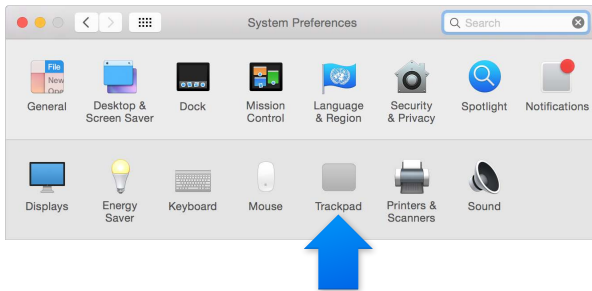 System Preferences
Search
File
New
Ope
General
Desktop &
Screen Saver
Dock
Mission
Control
Language
& Region
Security
& Privacy
Spotlight
Notifications
Displays
Energy
Saver
Keyboard
Mouse
Trackpad
Printers &
Scanners
Sound